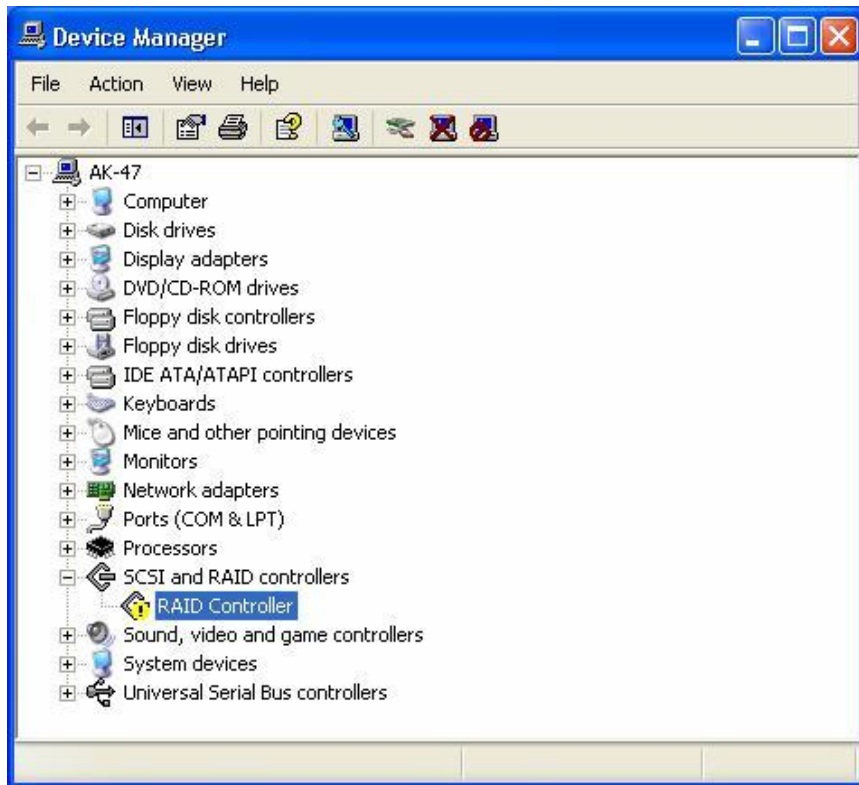 Device Manager
File Action View Help
AK-47
Computer
Disk drives
Display adapters
DVD/CD-ROM drives
Floppy disk controllers
Floppy disk drives
IDE ATA/ATAPI controllers
Keyboards
Mice and other pointing devices
Monitors
Network adapters
Ports (COM & LPT)
Processors
SCSI and RAID controllers
RAID Controller
Sound, video and game controllers
System devices
Universal Serial Bus controllers